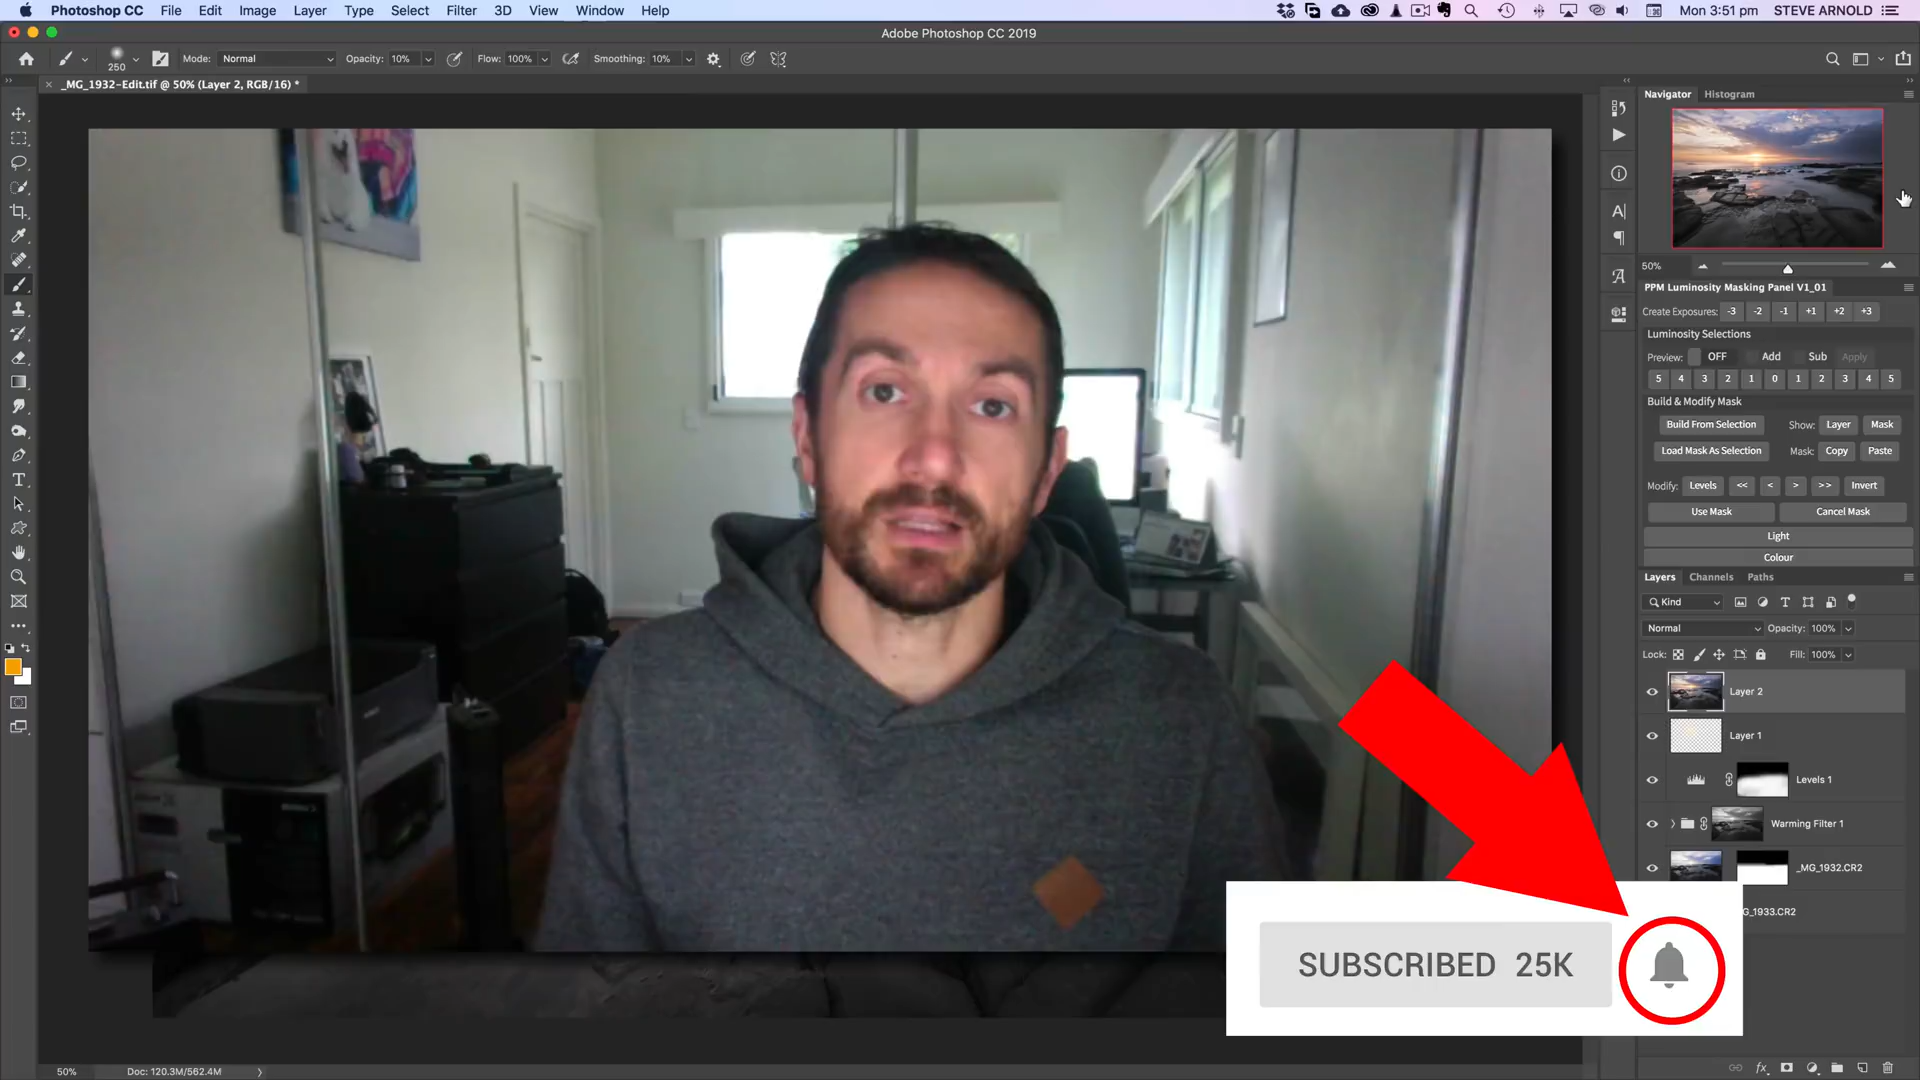 Photoshop CC File Edit Image Layer Type Select Filter 3D View Window Help Mon 3:51 pm STEVE ARNOLD
Adobe Photoshop CC 2019
250 Mode: Normal Opacity: 10% Flow: 100% Smoothing: 10%
_MG_1932-Edit.tif @ 50% (Layer 2, RGB/16) *
Navigator Histogram
50%
PPM Luminosity Masking Panel V1_01
Create Exposures: -3 -2 -1 +1 +2 +3
Luminosity Selections
Preview: OFF Add Sub Apply
5 4 3 2 1 0 1 2 3 4 5
Build & Modify Mask
Build From Selection Show: Layer Mask
Load Mask As Selection Mask: Copy Paste
Modify: Levels << < > >> Invert
Use Mask Cancel Mask
Light
Colour
Layers Channels Paths
Kind
Normal Opacity: 100%
Lock: Fill: 100%
Layer 2
Layer 1
Levels 1
Warming Filter 1
_MG_1932.CR2
G_1933.CR2
SUBSCRIBED 25K
50% Doc: 120.3M/562.4M